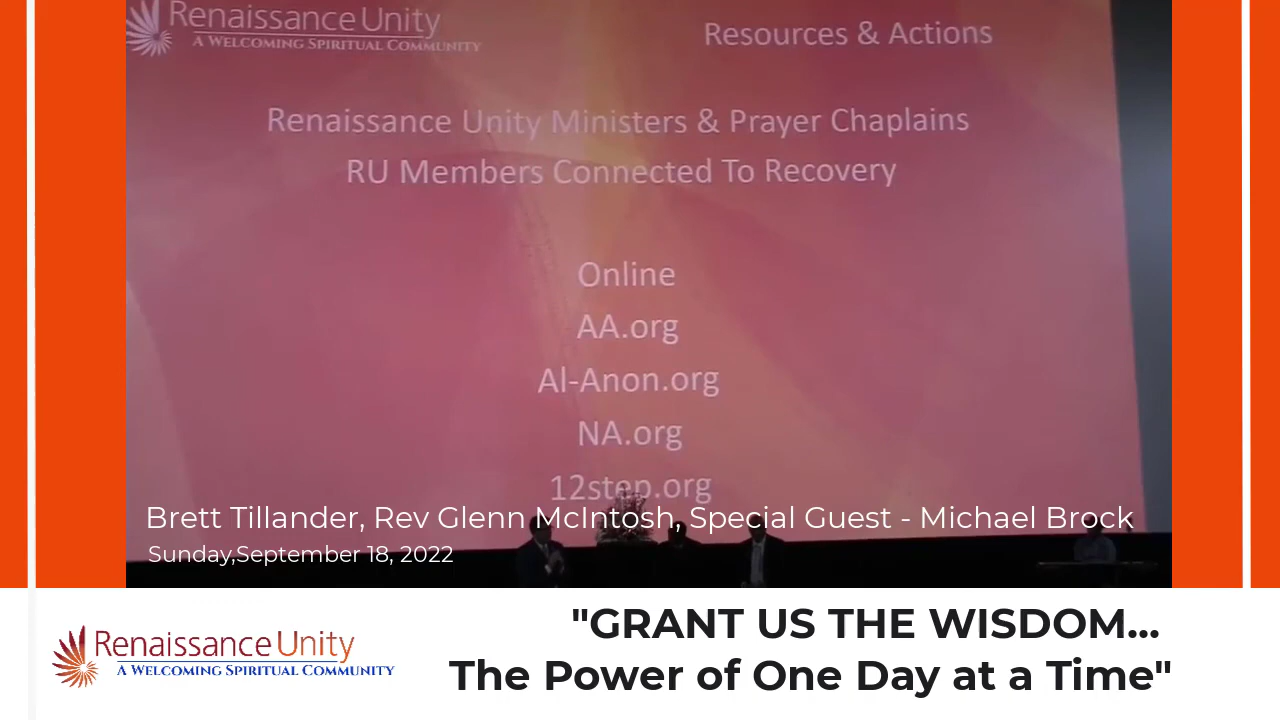 Renaissance Unity
A Welcoming Spiritual Community
Resources & Actions
Renaissance Unity Ministers & Prayer Chaplains
RU Members Connected To Recovery
Online
AA.org
Al-Anon.org
NA.org
12step.org
Brett Tillander, Rev Glenn McIntosh, Special Guest - Michael Brock
Sunday,September 18, 2022
Renaissance Unity
A Welcoming Spiritual Community
"GRANT US THE WISDOM...
The Power of One Day at a Time"